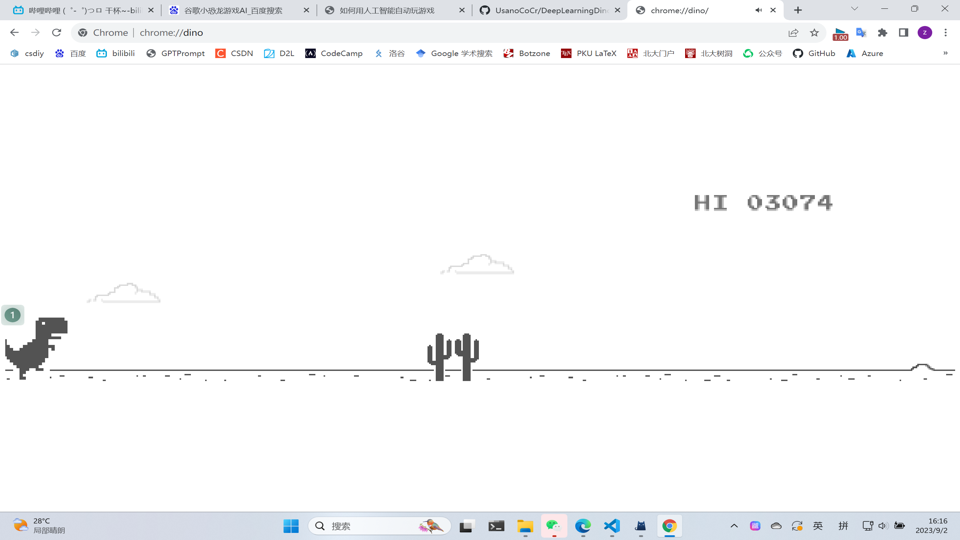 哔哩哔哩 (゜-゜)つロ 干杯~-bili
谷歌小恐龙游戏AI_百度搜索
如何用人工智能自动玩游戏
UsanoCoCr/DeepLearningDin
chrome://dino/
Chrome | chrome://dino
1.00
z
csdiy
百度
bilibili
GPTPrompt
CSDN
D2L
CodeCamp
洛谷
Google 学术搜索
Botzone
PKU LaTeX
北大门户
北大树洞
公众号
GitHub
Azure
»
HI 03074
1
28°C
局部晴朗
搜索
英
拼
16:16
2023/9/2